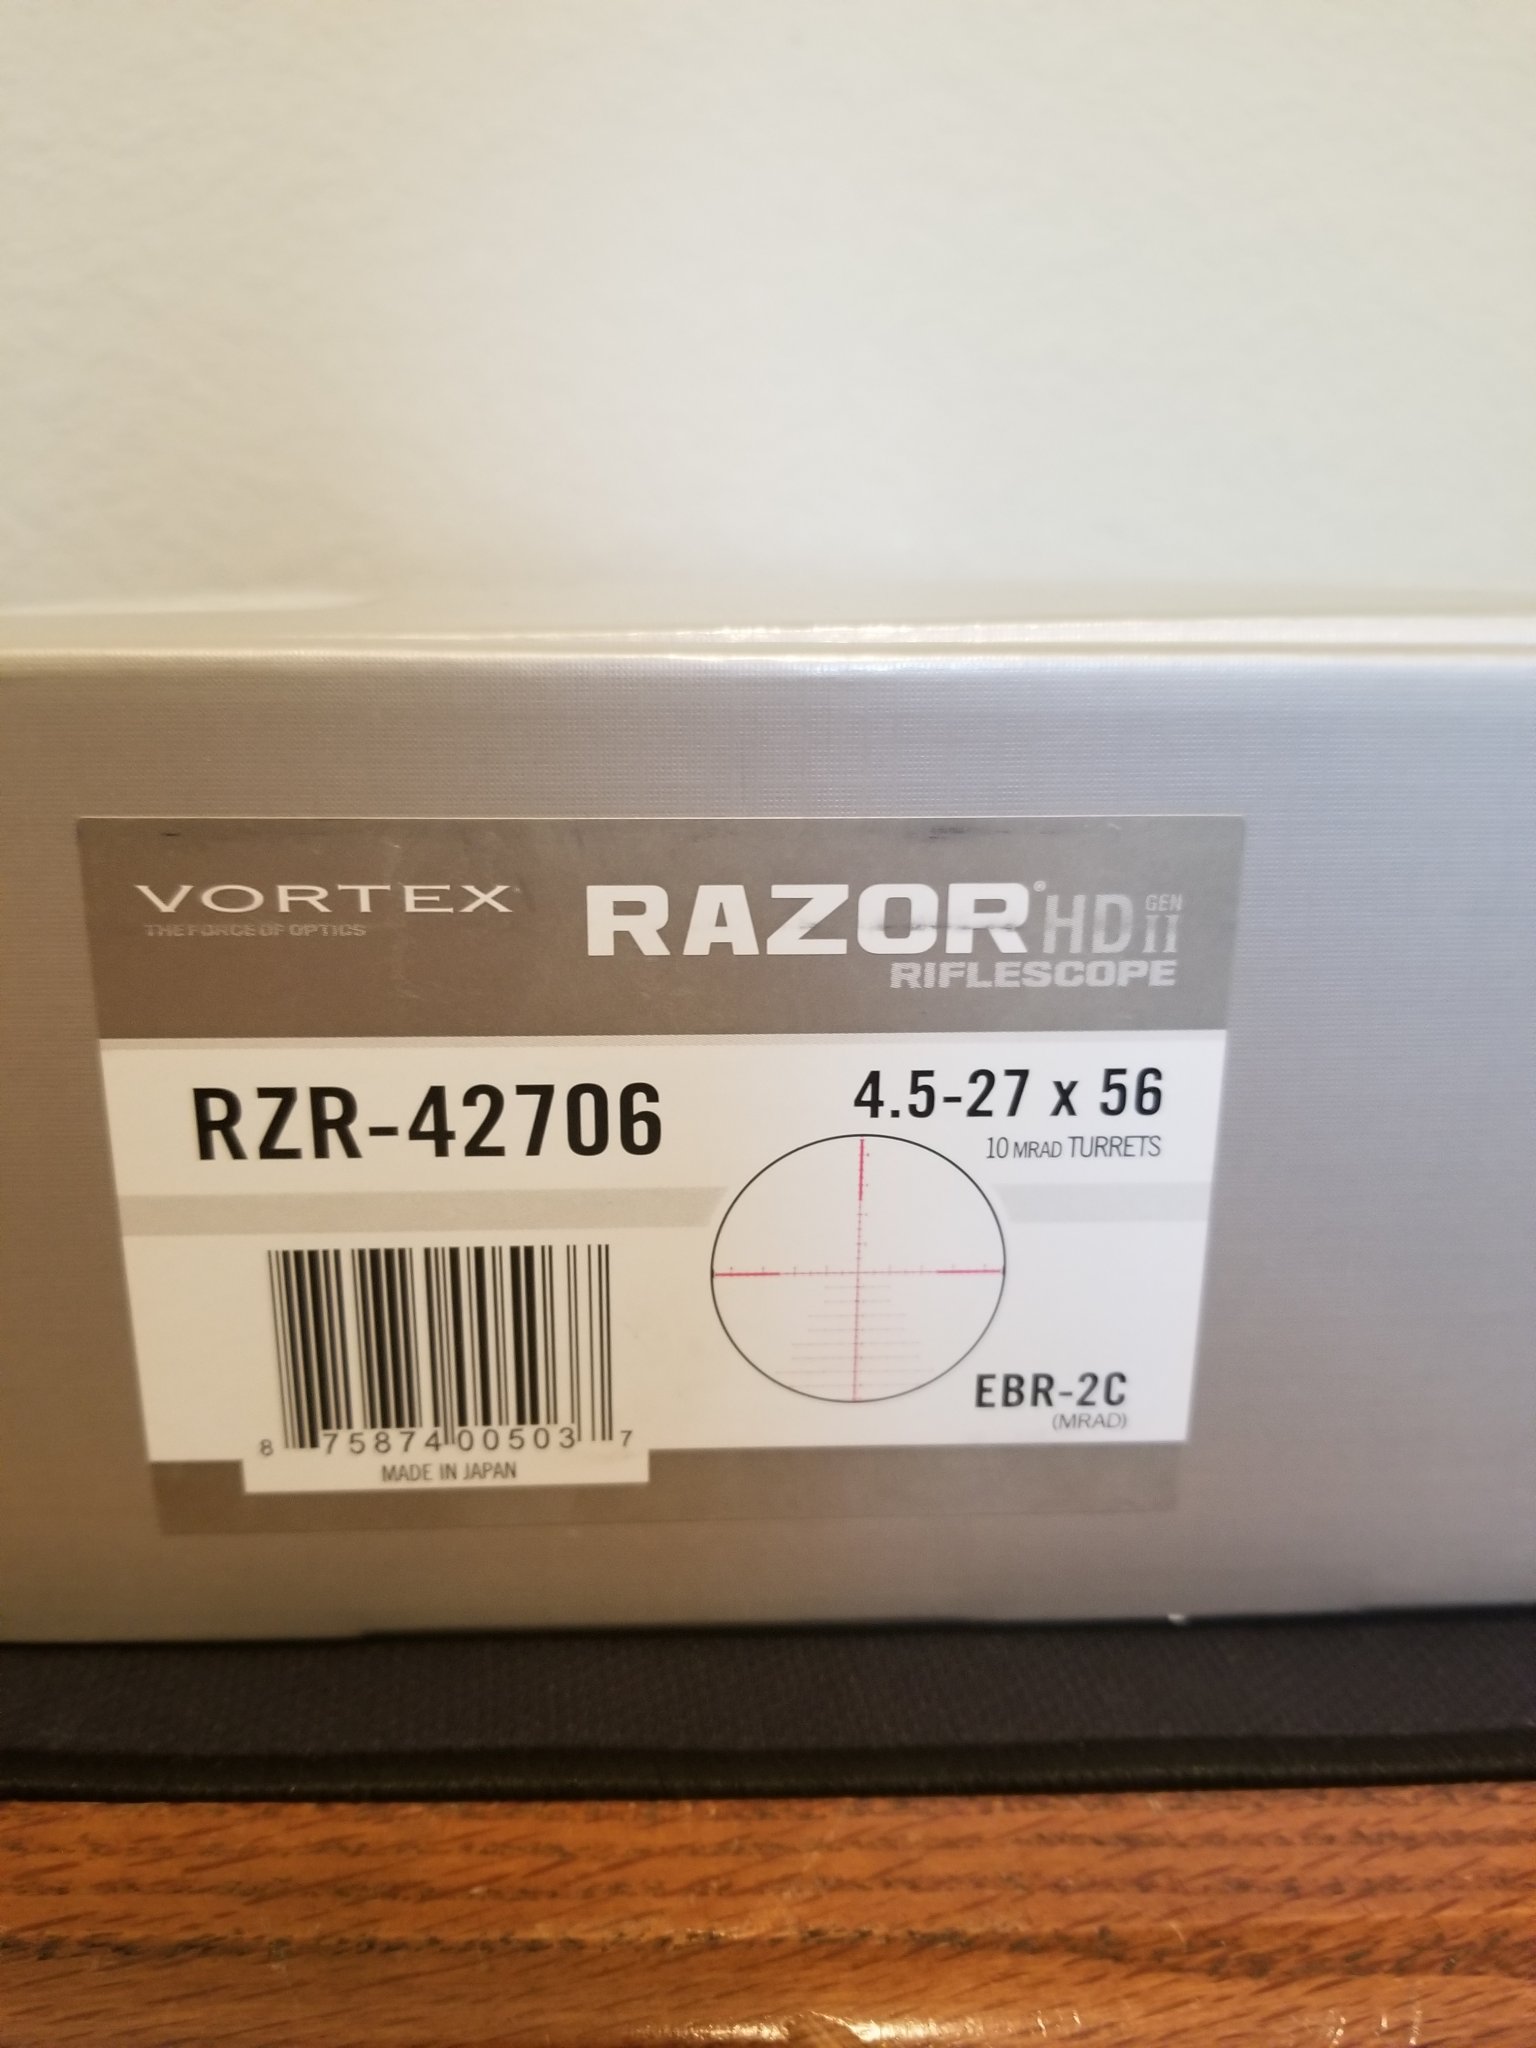 VORTEX
THE FORCE OF OPTICS
RAZOR® HD GEN II
RIFLESCOPE
RZR-42706
4.5-27 x 56
10 MRAD TURRETS
EBR-2C
(MRAD)
8 75874 00503 7
MADE IN JAPAN